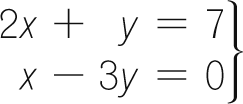 2x + y = 7
x − 3y = 0